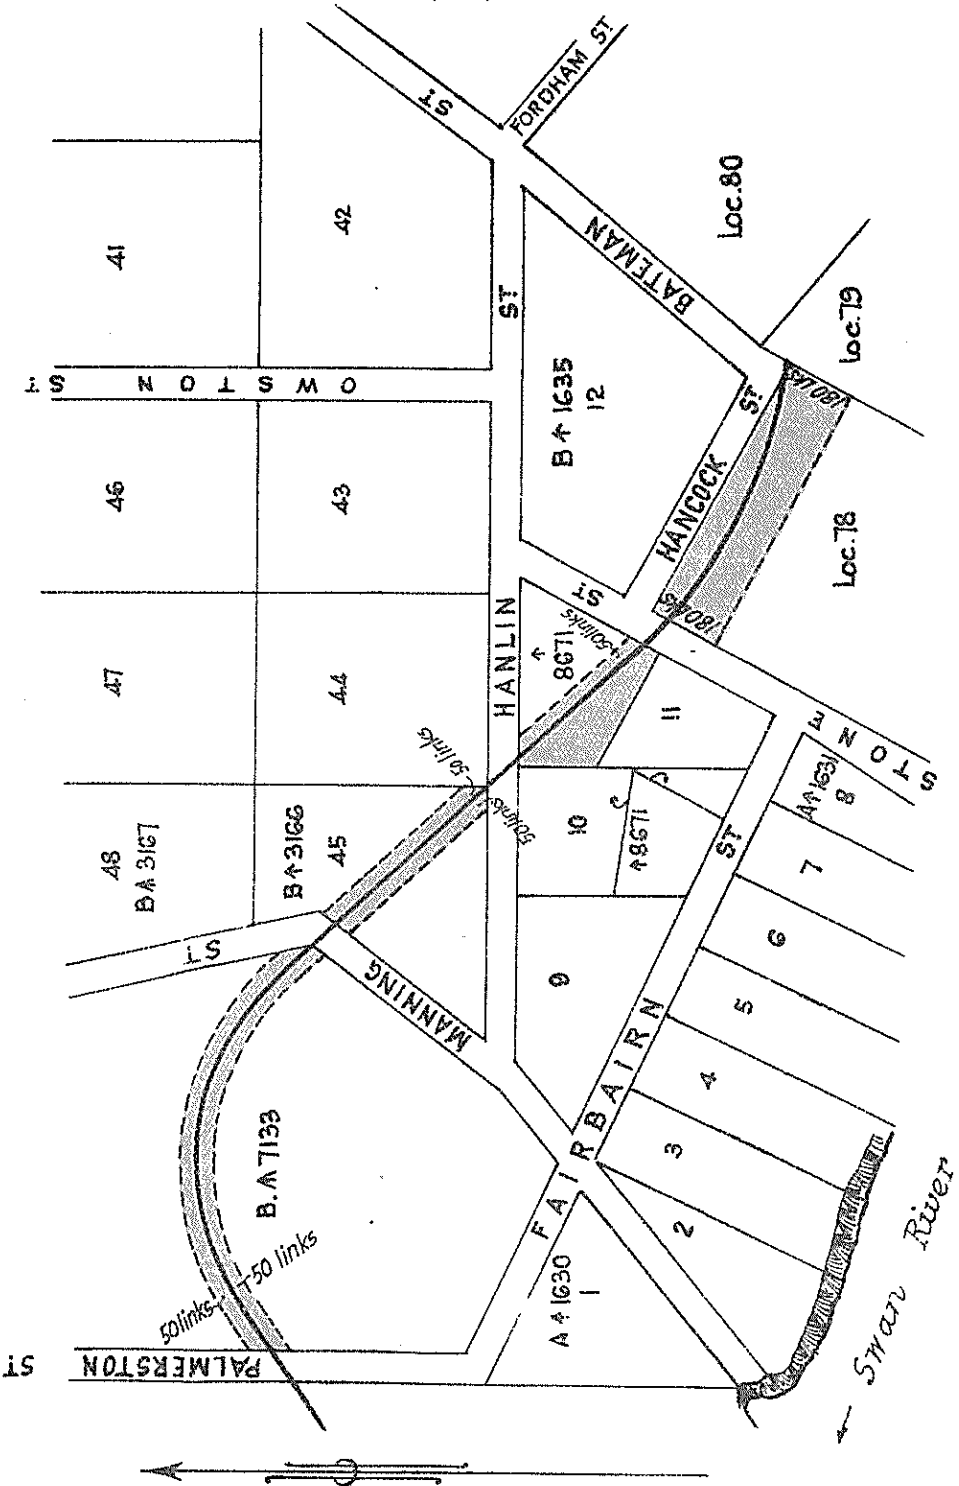 FORDHAM ST
ST
Loc.80
42
41
BATEMAN
ST
Loc.79
B↑1635
12
OWSTON ST
ST.
180 lks
HANCOCK
46
43
Loc.78
ST
180 lks
50 links
HANLIN
↑
8671
47
44
11
STONE
50 links
50 links
A↑1631
8
10
↑8671
48
B↑3167
B↑3166
45
ST
7
ST
6
MANNING
9
5
FAIRBAIRN
4
B.↑7133
3
2
50 links
50 links
A↑1630
1
PALMERSTON
ST
← Swan River